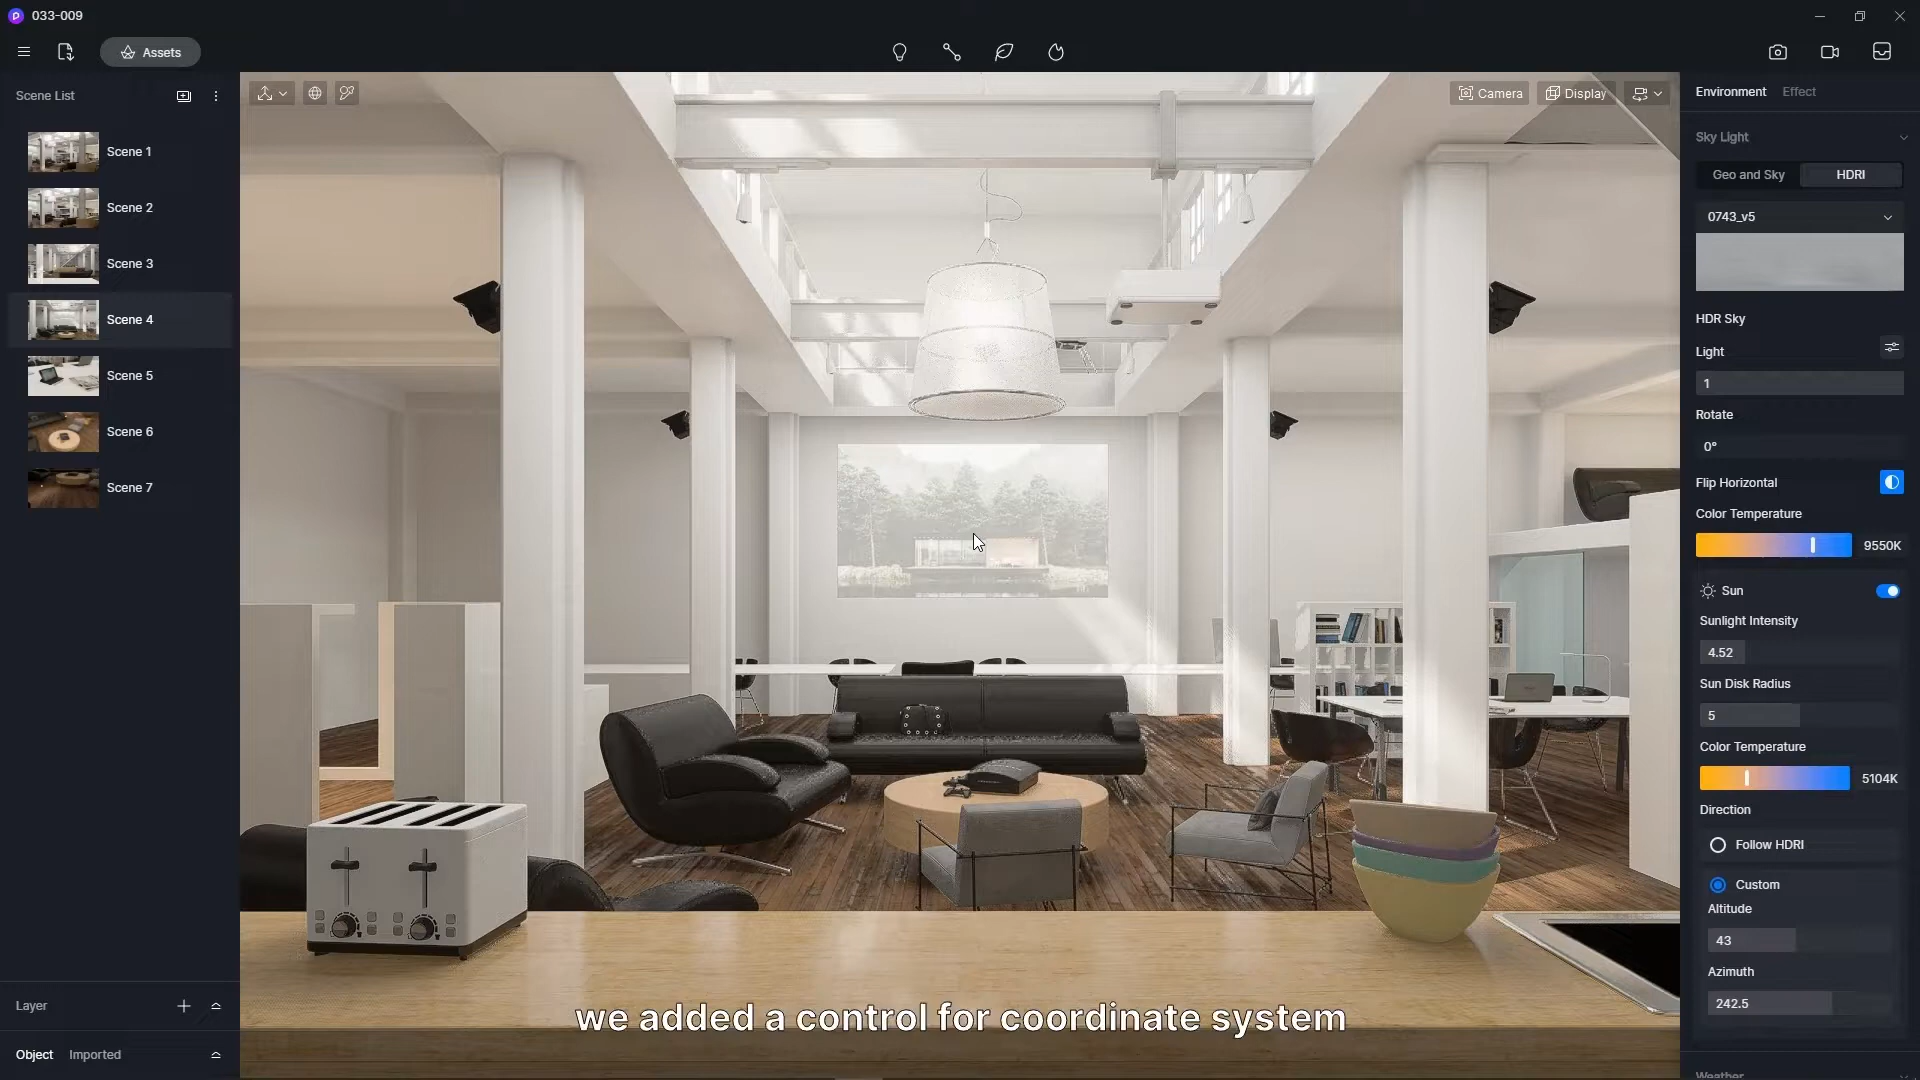 033-009
Assets
Scene List
Scene 1
Scene 2
Scene 3
Scene 4
Scene 5
Scene 6
Scene 7
Layer
Object Imported
Camera Display
we added a control for coordinate system
Environment Effect
Sky Light
Geo and Sky HDRI
0743_v5
HDR Sky
Light
1
Rotate
0°
Flip Horizontal
Color Temperature
9550K
Sun
Sunlight Intensity
4.52
Sun Disk Radius
5
Color Temperature
5104K
Direction
Follow HDRI
Custom
Altitude
43
Azimuth
242.5
Weather